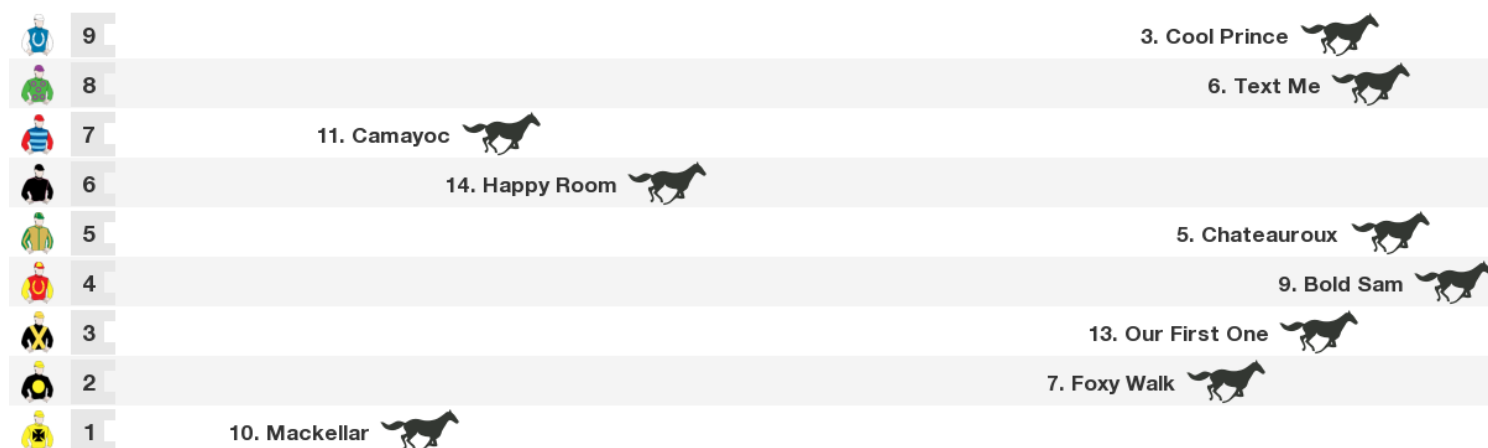 9 3. Cool Prince
8 6. Text Me
7 11. Camayoc
6 14. Happy Room
5 5. Chateauroux
4 9. Bold Sam
3 13. Our First One
2 7. Foxy Walk
1 10. Mackellar